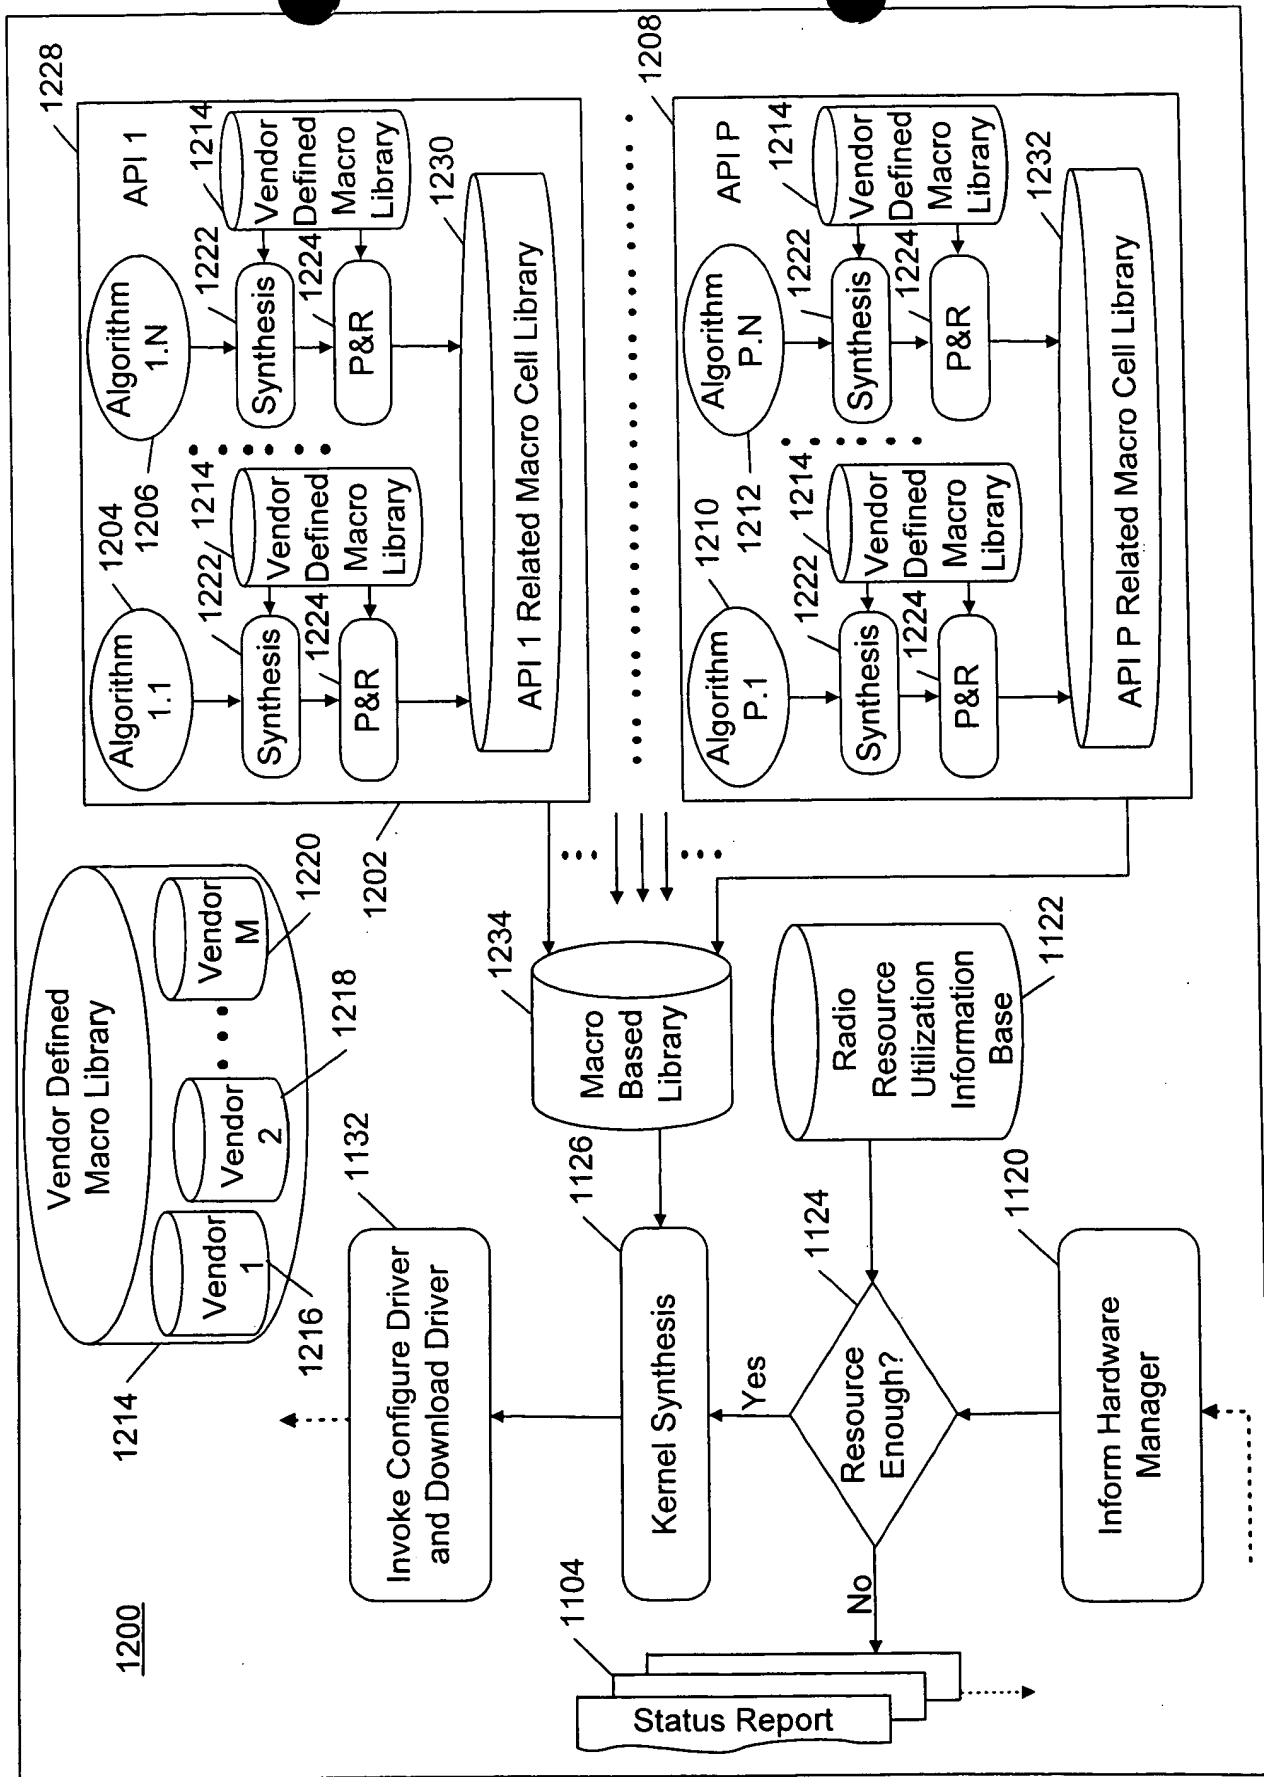 1200
Vendor Defined
Macro Library
Vendor
1
Vendor
2
Vendor
M
1214
1216
1218
1220
1228
API 1
Algorithm
1.1
1204
Algorithm
1.N
1206
Synthesis
1222
Vendor
Defined
Macro
Library
1214
P&R
1224
Synthesis
1222
Vendor
Defined
Macro
Library
1214
P&R
1224
API 1 Related Macro Cell Library
1230
1202
1208
API P
Algorithm
P.1
1210
Algorithm
P.N
1212
Synthesis
1222
Vendor
Defined
Macro
Library
1214
P&R
1224
Synthesis
1222
Vendor
Defined
Macro
Library
1214
P&R
1224
API P Related Macro Cell Library
1232
Invoke Configure Driver
and Download Driver
1132
Kernel Synthesis
1126
Macro
Based
Library
1234
Yes
Resource
Enough?
1124
No
Status Report
1104
Radio
Resource
Utilization
Information
Base
1122
Inform Hardware
Manager
1120